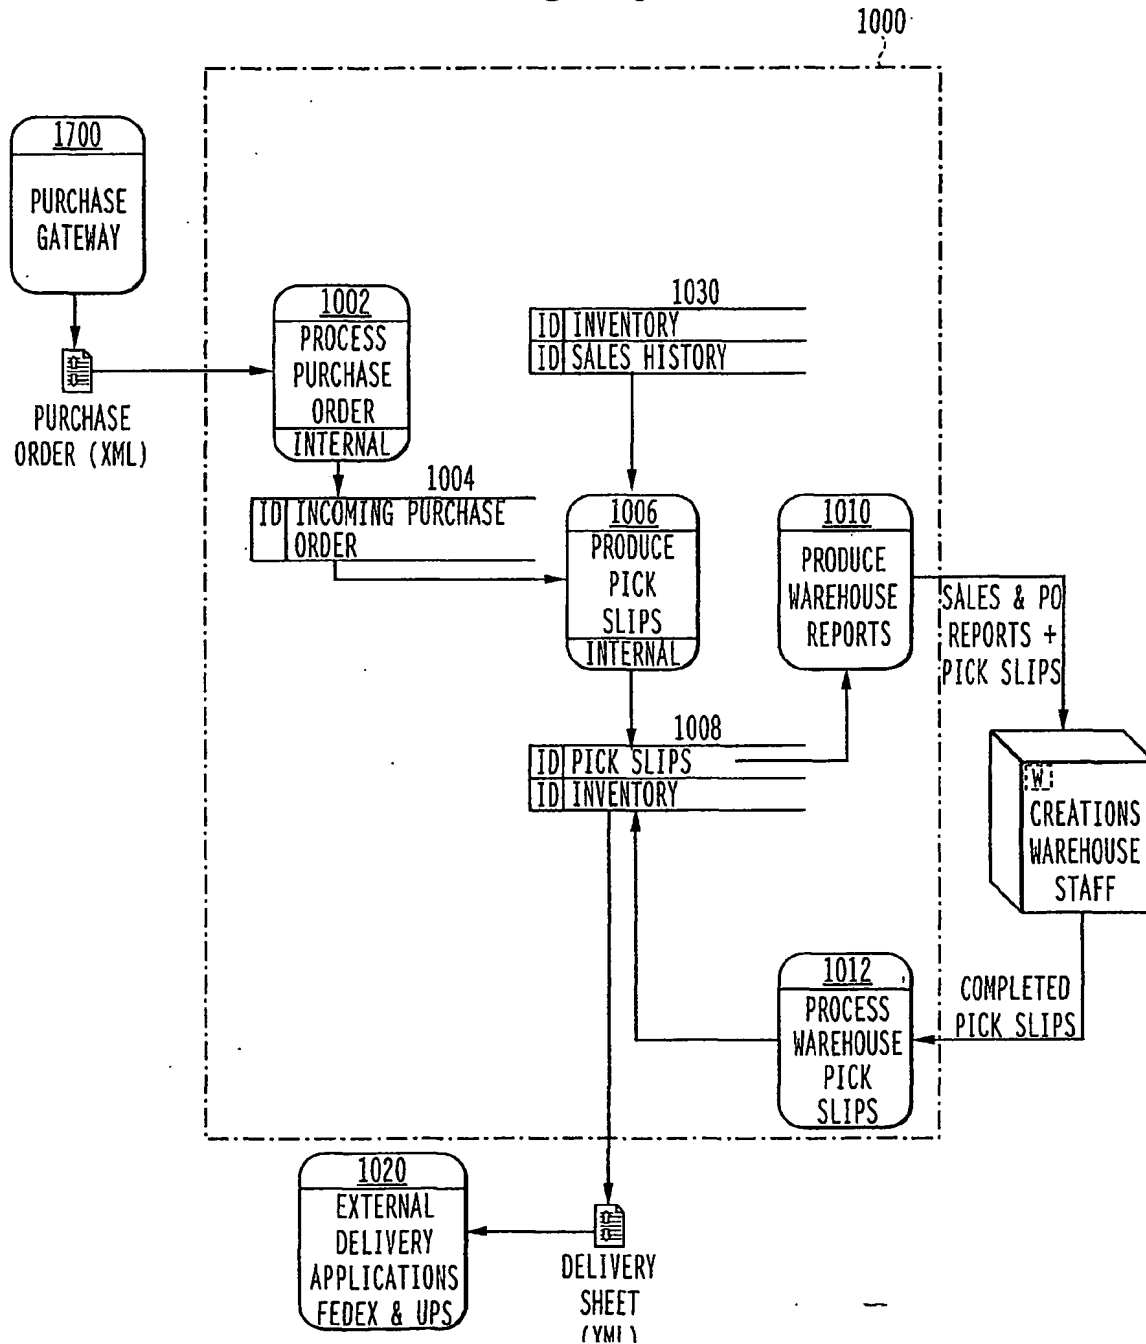 1000
1700
PURCHASE
GATEWAY
PURCHASE
ORDER (XML)
1002
PROCESS
PURCHASE
ORDER
INTERNAL
1030
ID INVENTORY
ID SALES HISTORY
1004
ID INCOMING PURCHASE
ORDER
1006
PRODUCE
PICK
SLIPS
INTERNAL
1010
PRODUCE
WAREHOUSE
REPORTS
SALES & PO
REPORTS +
PICK SLIPS
1008
ID PICK SLIPS
ID INVENTORY
W
CREATIONS
WAREHOUSE
STAFF
1012
PROCESS
WAREHOUSE
PICK
SLIPS
COMPLETED
PICK SLIPS
1020
EXTERNAL
DELIVERY
APPLICATIONS
FEDEX & UPS
DELIVERY
SHEET
(XML)